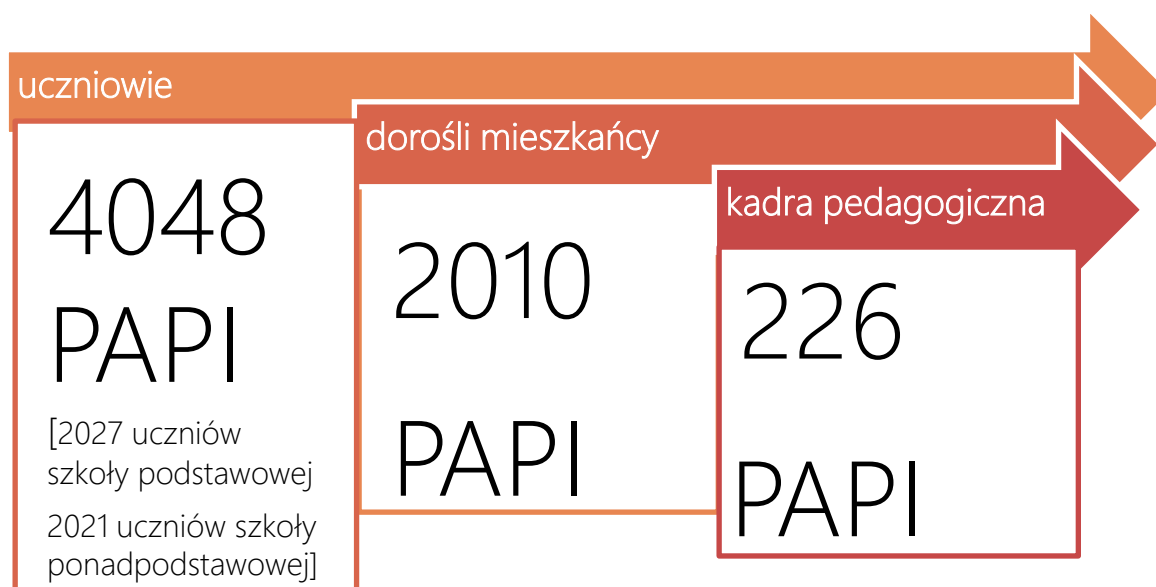 uczniowie
4048
PAPI
[2027 uczniów
szkoły podstawowej
2021 uczniów szkoły
ponadpodstawowej]
dorośli mieszkańcy
2010
PAPI
kadra pedagogiczna
226
PAPI